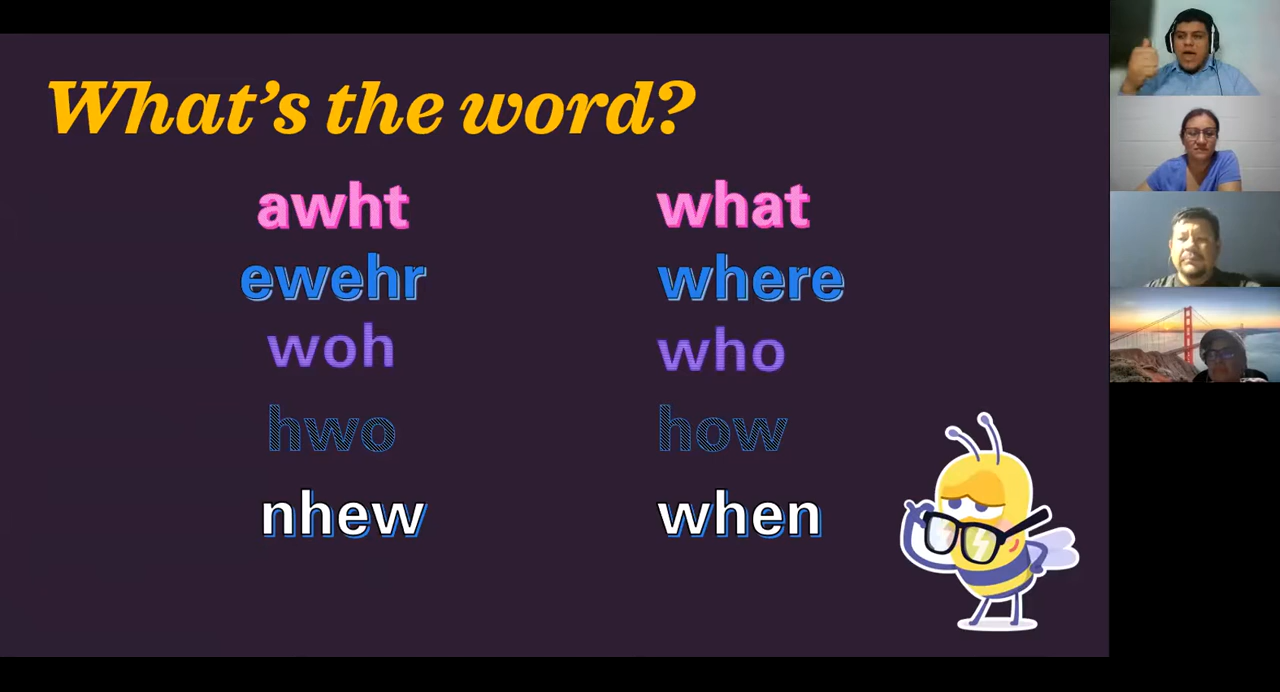 What's the word?
awht what
ewehr where
woh who
hwo how
nhew when